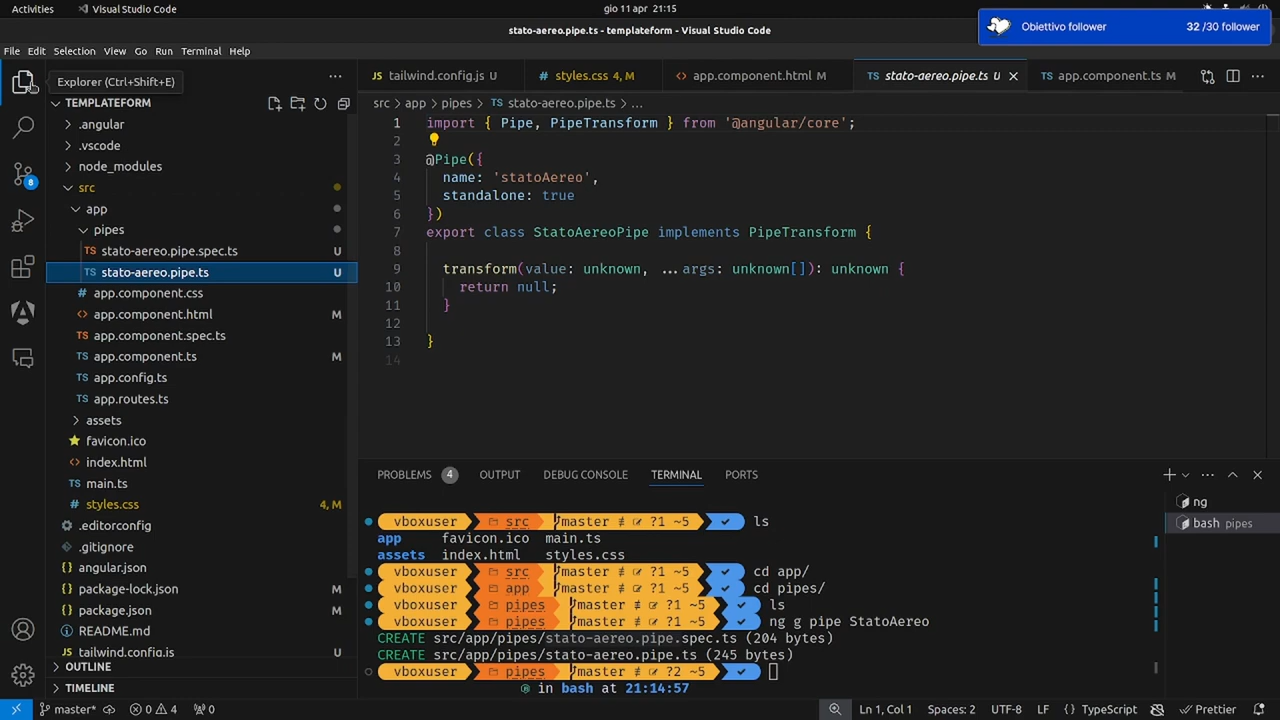 Activities
Visual Studio Code
gio 11 apr 21:15
Obiettivo follower
32 /30 follower
stato-aereo.pipe.ts - templateform - Visual Studio Code
File Edit Selection View Go Run Terminal Help
Explorer (Ctrl+Shift+E)
TEMPLATEFORM
.angular
.vscode
node_modules
src
app
pipes
TS stato-aereo.pipe.spec.ts U
TS stato-aereo.pipe.ts U
# app.component.css
<> app.component.html M
TS app.component.spec.ts
TS app.component.ts M
TS app.config.ts
TS app.routes.ts
assets
favicon.ico
<> index.html
TS main.ts
# styles.css 4, M
.editorconfig
.gitignore
{} angular.json
{} package-lock.json M
{} package.json M
README.md
tailwind.config.js U
OUTLINE
TIMELINE
8
JS tailwind.config.js U
# styles.css 4, M
<> app.component.html M
TS stato-aereo.pipe.ts U
TS app.component.ts M
src > app > pipes > TS stato-aereo.pipe.ts > ...
1 import { Pipe, PipeTransform } from '@angular/core';
2
3 @Pipe({
4 name: 'statoAereo',
5 standalone: true
6 })
7 export class StatoAereoPipe implements PipeTransform {
8
9 transform(value: unknown, ...args: unknown[]): unknown {
10 return null;
11 }
12
13 }
14
PROBLEMS 4 OUTPUT DEBUG CONSOLE TERMINAL PORTS
vboxuser src master ≢ ?1 ~5 ls
app favicon.ico main.ts
assets index.html styles.css
vboxuser src master ≢ ?1 ~5 cd app/
vboxuser app master ≢ ?1 ~5 cd pipes/
vboxuser pipes master ≢ ?1 ~5 ls
vboxuser pipes master ≢ ?1 ~5 ng g pipe StatoAereo
CREATE src/app/pipes/stato-aereo.pipe.spec.ts (204 bytes)
CREATE src/app/pipes/stato-aereo.pipe.ts (245 bytes)
vboxuser pipes master ≢ ?2 ~5
in bash at 21:14:57
ng
bash pipes
master* 0 4 0
Ln 1, Col 1 Spaces: 2 UTF-8 LF {} TypeScript Prettier